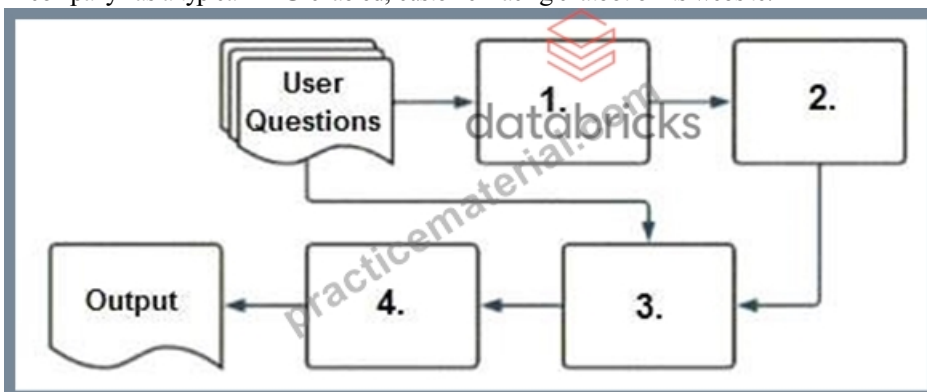 User
Questions
1.
2.
databricks
practicematerial.com
Output
4.
3.